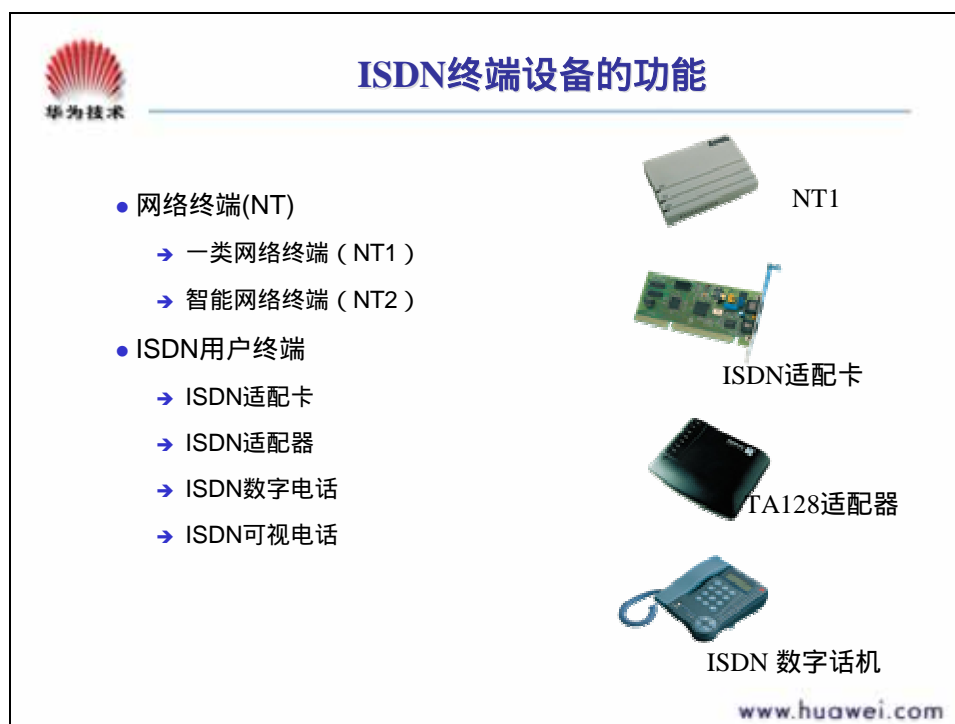 华为技术
ISDN终端设备的功能
● 网络终端(NT)
➔ 一类网络终端（NT1）
➔ 智能网络终端（NT2）
● ISDN用户终端
➔ ISDN适配卡
➔ ISDN适配器
➔ ISDN数字电话
➔ ISDN可视电话
NT1
ISDN适配卡
TA128适配器
ISDN 数字话机
www.huawei.com